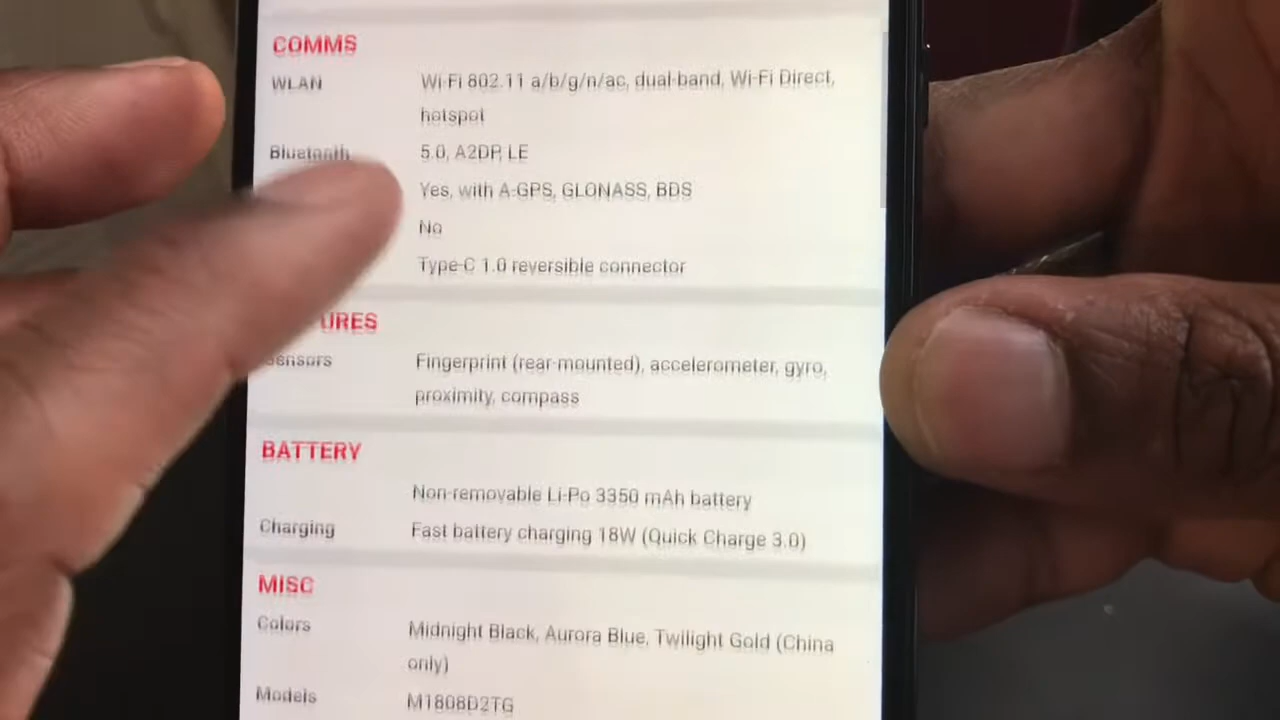 COMMS
WLAN Wi-Fi 802.11 a/b/g/n/ac, dual-band, Wi-Fi Direct,
hotspot
Bluetooth 5.0, A2DP, LE
Yes, with A-GPS, GLONASS, BDS
No
Type-C 1.0 reversible connector
URES
Sensors Fingerprint (rear-mounted), accelerometer, gyro,
proximity, compass
BATTERY
Non-removable Li-Po 3350 mAh battery
Charging Fast battery charging 18W (Quick Charge 3.0)
MISC
Colors Midnight Black, Aurora Blue, Twilight Gold (China
only)
Models M1808D2TG